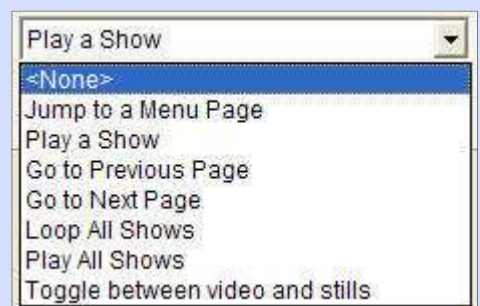 Play a Show
<None>
Jump to a Menu Page
Play a Show
Go to Previous Page
Go to Next Page
Loop All Shows
Play All Shows
Toggle between video and stills